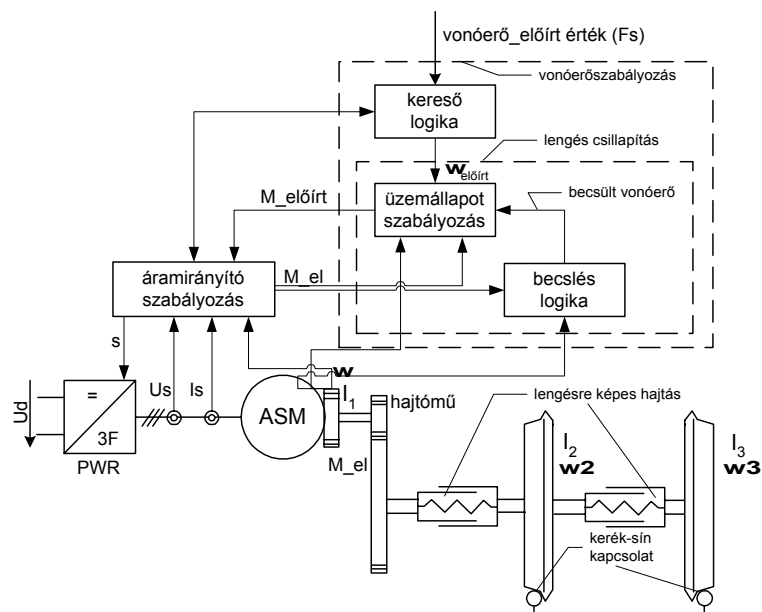 vonóerő_előírt érték (Fs)
vonóerőszabályozás
kereső
logika
lengés csillapítás
w előírt
M_előírt
üzemállapot
szabályozás
becsült vonóerő
áramirányító
szabályozás
M_el
becslés
logika
s
Us
Is
w
Ud
=
3F
PWR
ASM
I1
hajtómű
M_el
lengésre képes hajtás
I2
w2
I3
w3
kerék-sín
kapcsolat